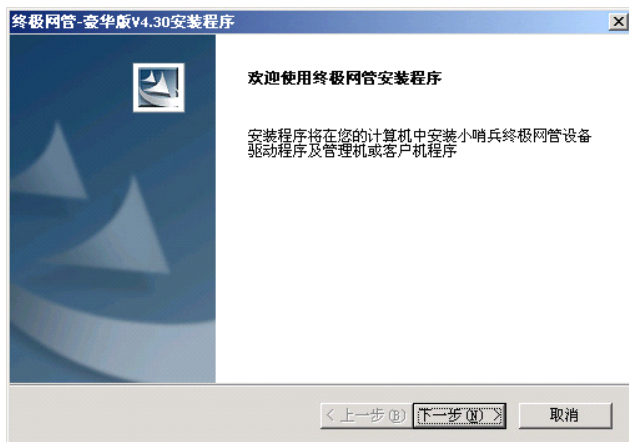 终极网管-豪华版V4.30安装程序
欢迎使用终极网管安装程序
安装程序将在您的计算机中安装小哨兵终极网管设备
驱动程序及管理机或客户机程序
< 上一步(B) 下一步(N) > 取消